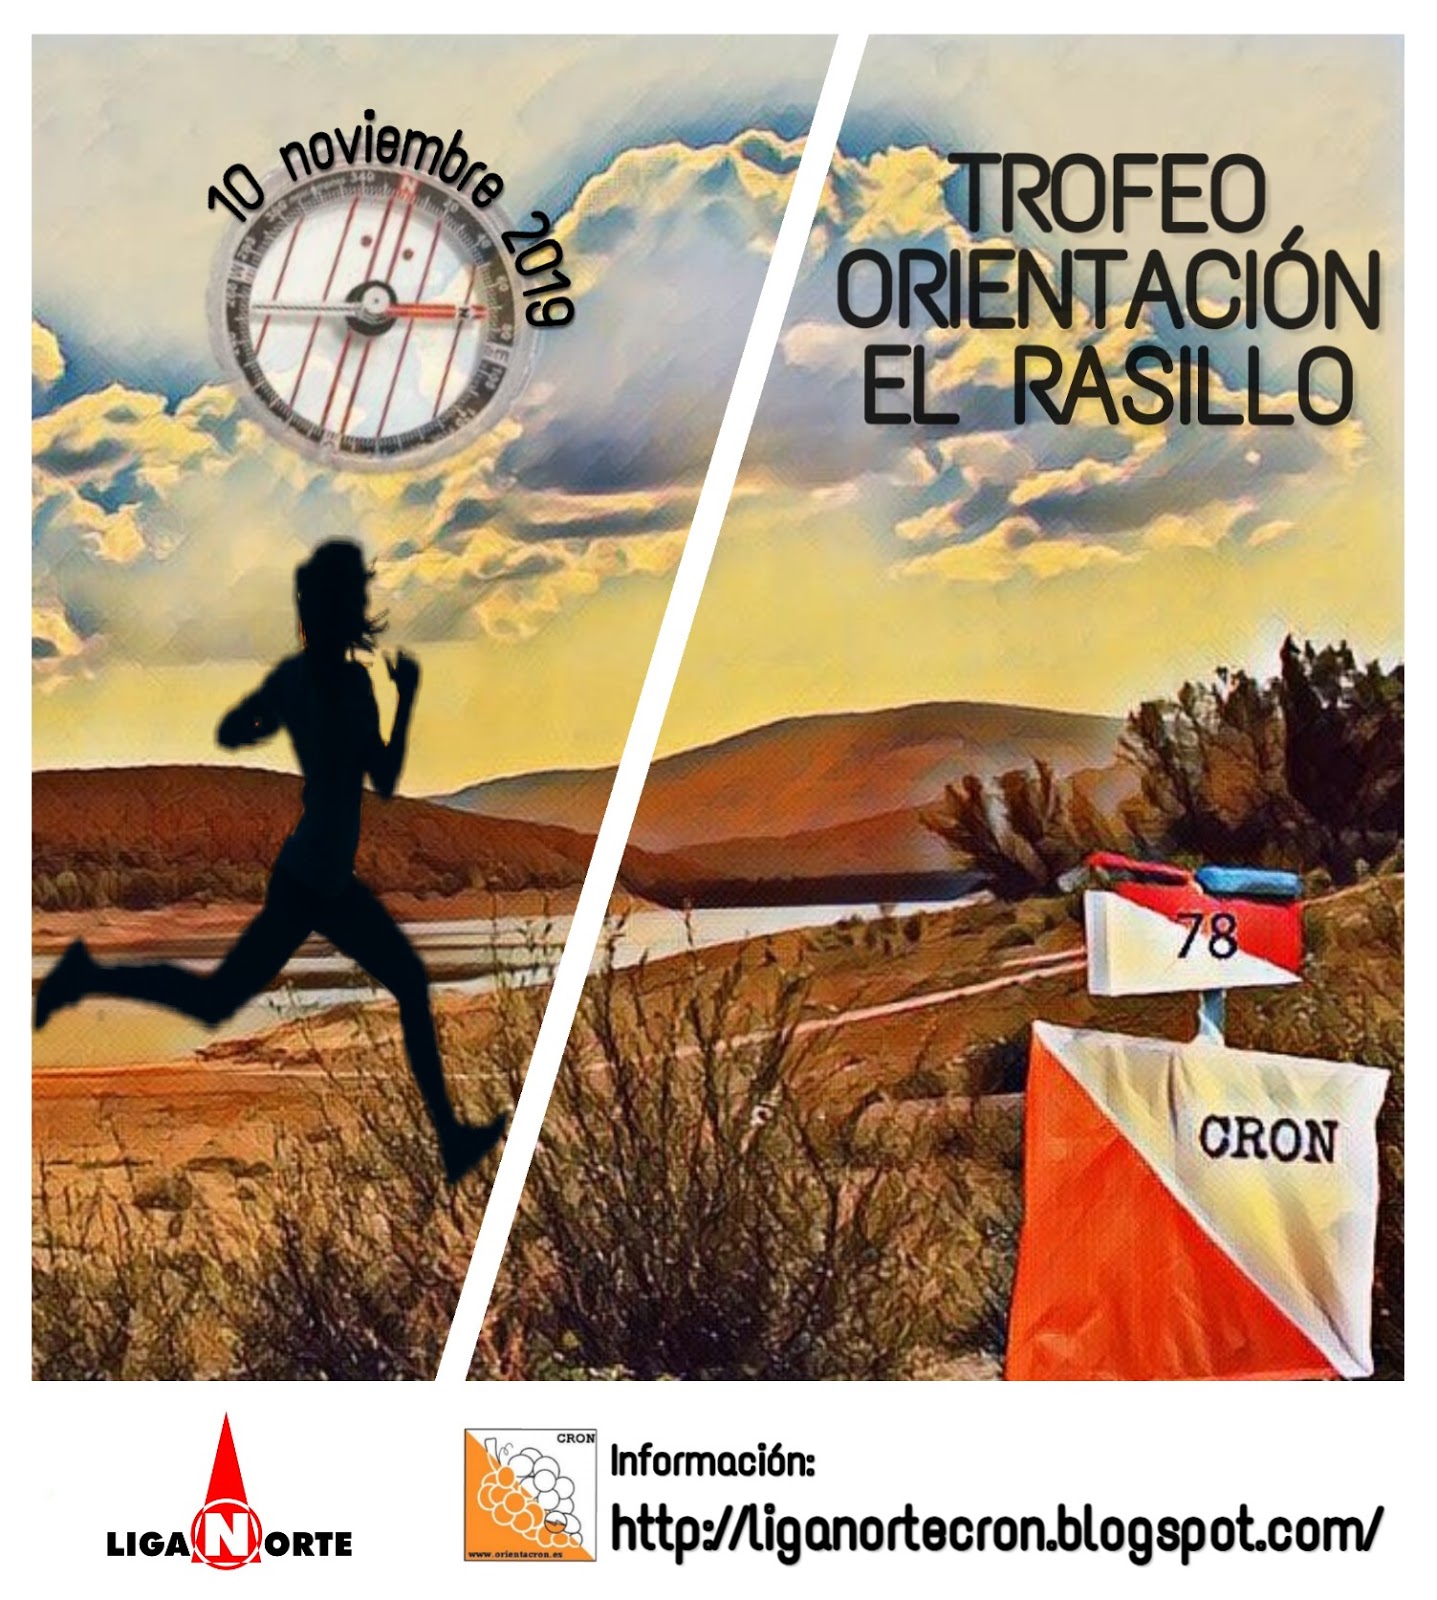 10 noviembre 2019
TROFEO
ORIENTACIÓN
EL RASILLO
78
CRON
LIGA NORTE
CRON
www.orientacron.es
Información:
http://liganortecron.blogspot.com/